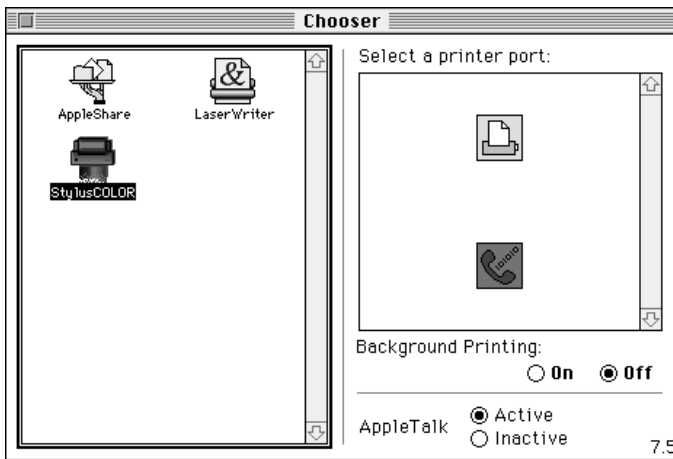 Chooser
AppleShare
LaserWriter
StylusCOLOR
Select a printer port:
Background Printing:
On Off
AppleTalk
Active
Inactive
7.5